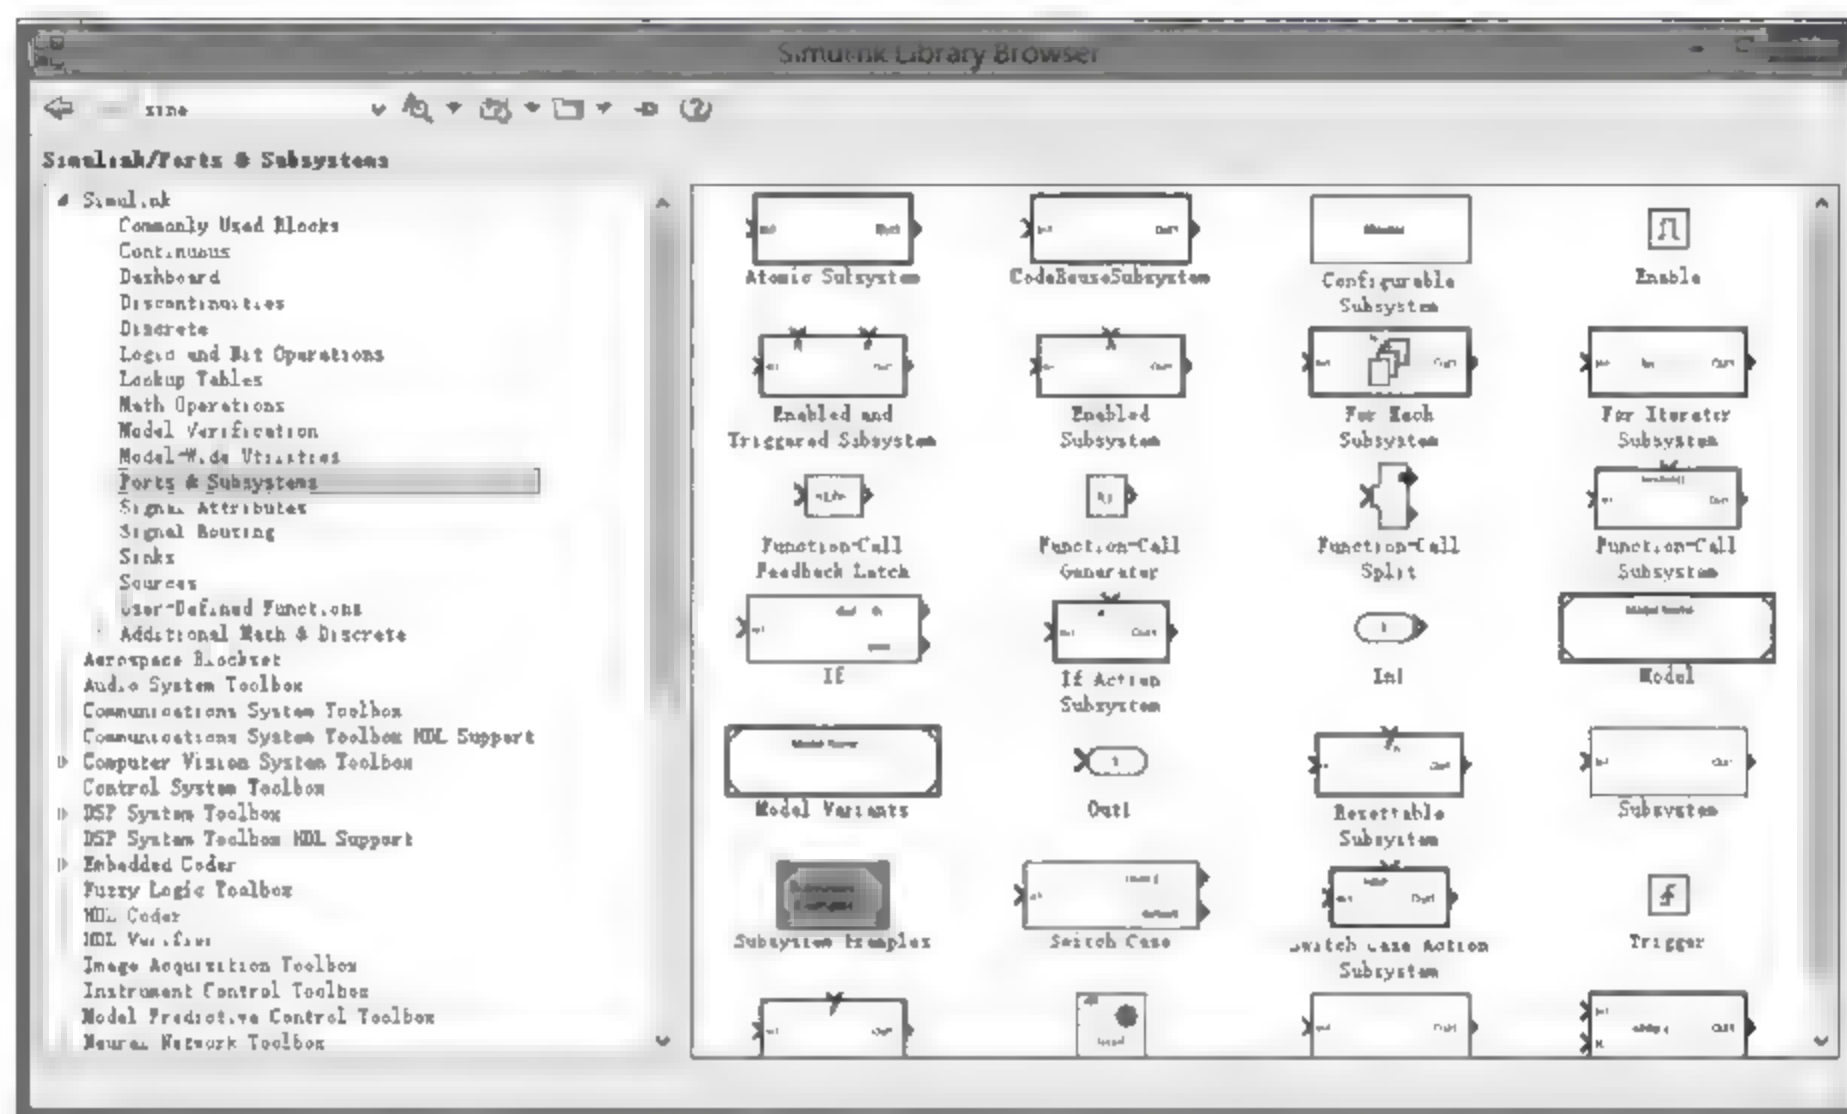 Simulink Library Browser
sine
Simulink/Ports & Subsystems
Simulink
Commonly Used Blocks
Continuous
Dashboard
Discontinuities
Discrete
Logic and Bit Operations
Lookup Tables
Math Operations
Model Verification
Model-Wide Utilities
Ports & Subsystems
Signal Attributes
Signal Routing
Sinks
Sources
User-Defined Functions
Additional Math & Discrete
Aerospace Blockset
Audio System Toolbox
Communications System Toolbox
Communications System Toolbox HDL Support
Computer Vision System Toolbox
Control System Toolbox
DSP System Toolbox
DSP System Toolbox HDL Support
Embedded Coder
Fuzzy Logic Toolbox
HDL Coder
HDL Verifier
Image Acquisition Toolbox
Instrument Control Toolbox
Model Predictive Control Toolbox
Neural Network Toolbox
Atomic Subsystem
CodeReuseSubsystem
Configurable
Subsystem
Enable
Enabled and
Triggered Subsystem
Enabled
Subsystem
For Each
Subsystem
For Iterator
Subsystem
Function-Call
Feedback Latch
Function-Call
Generator
Function-Call
Split
Function-Call
Subsystem
If
If Action
Subsystem
In1
Model
Model Variants
Out1
Resettable
Subsystem
Subsystem
Subsystem Examples
Switch Case
Switch Case Action
Subsystem
Trigger